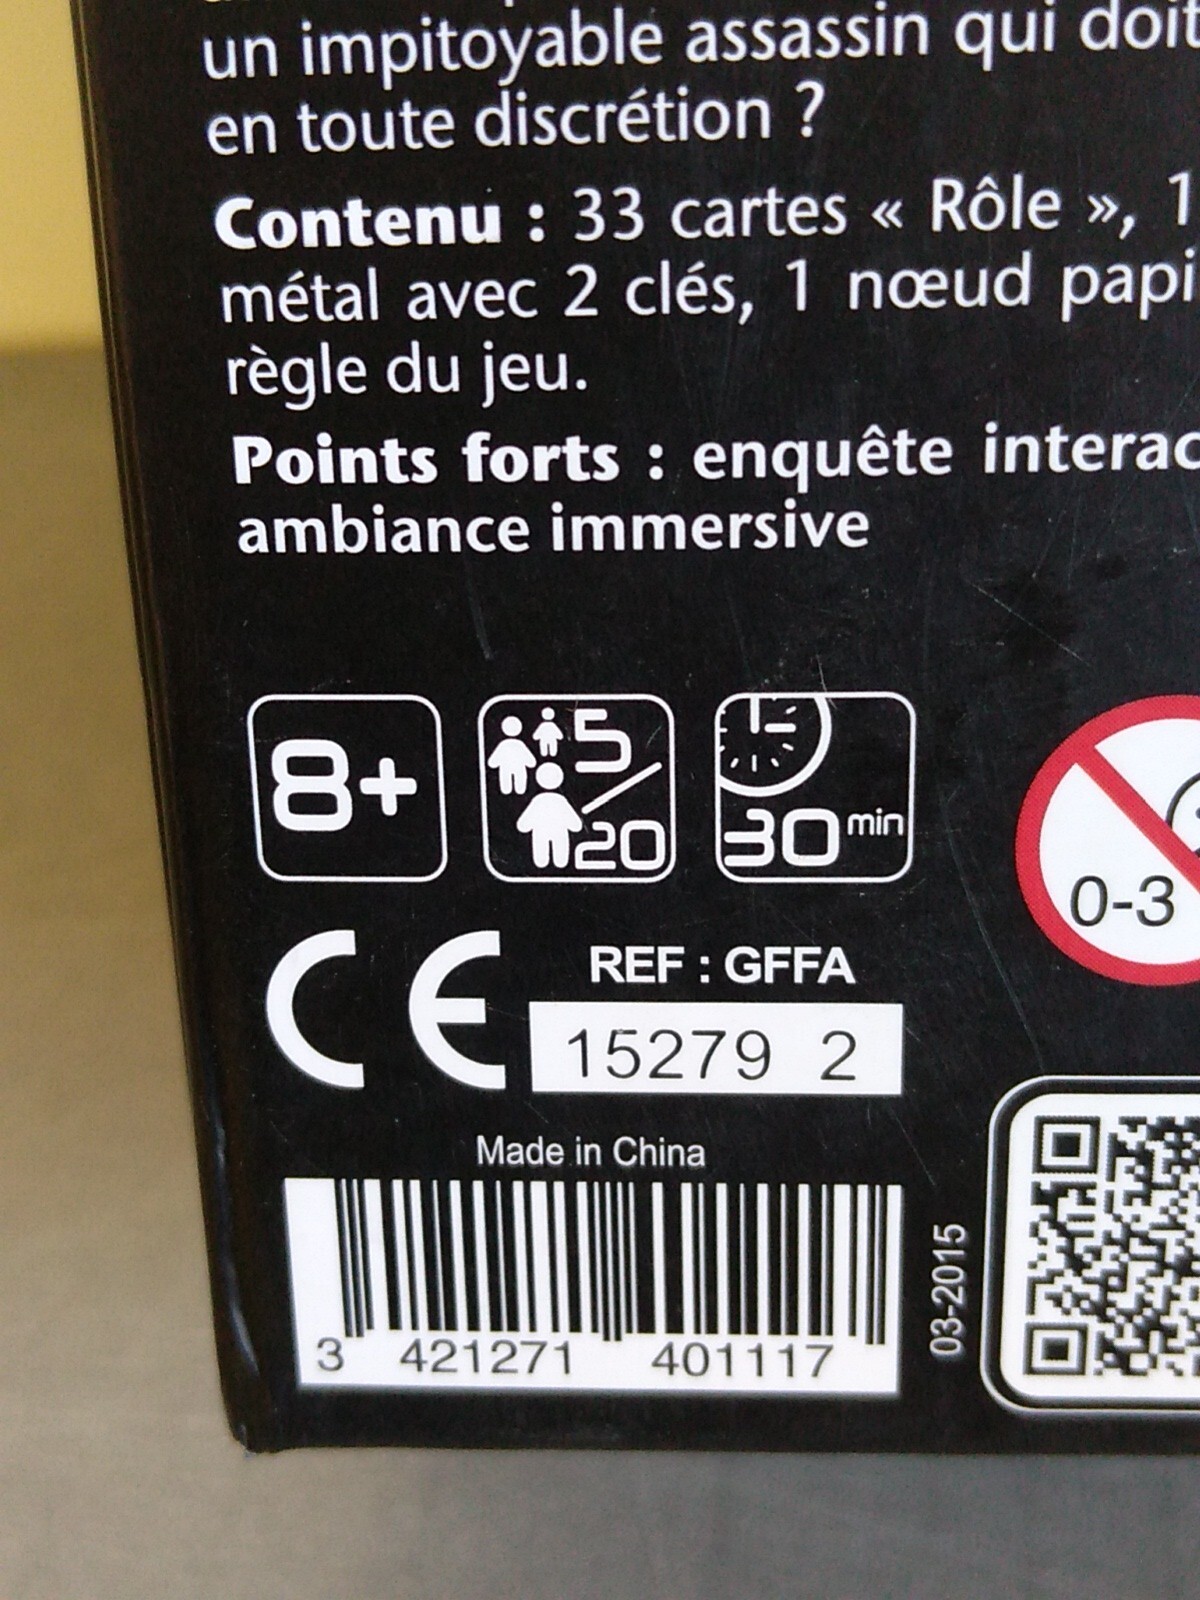 un impitoyable assassin qui doit
en toute discrétion ?
Contenu : 33 cartes « Rôle », 1
métal avec 2 clés, 1 nœud papi
règle du jeu.
Points forts : enquête interac
ambiance immersive
8+
5
20
30 min
0-3
CE
REF : GFFA
15279 2
Made in China
3 421271 401117
03-2015